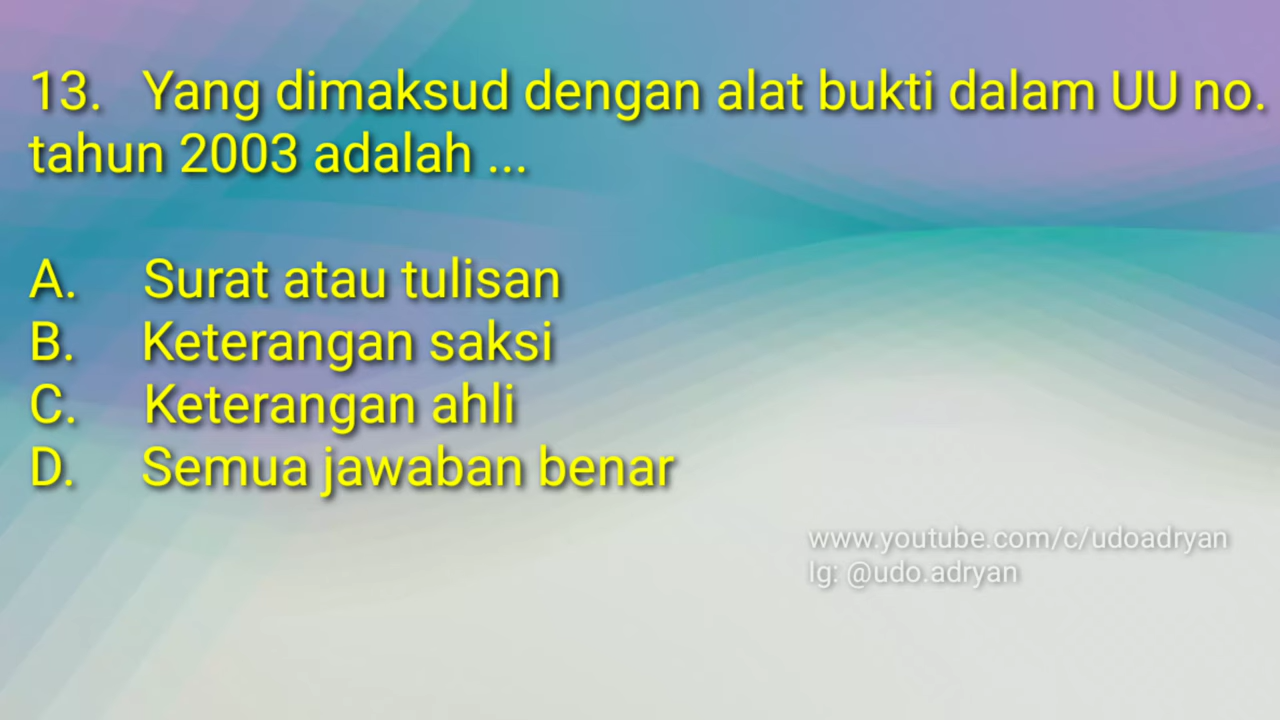 13. Yang dimaksud dengan alat bukti dalam UU no.
tahun 2003 adalah ...
A. Surat atau tulisan
B. Keterangan saksi
C. Keterangan ahli
D. Semua jawaban benar
www.youtube.com/c/udoadryan
Ig: @udo.adryan